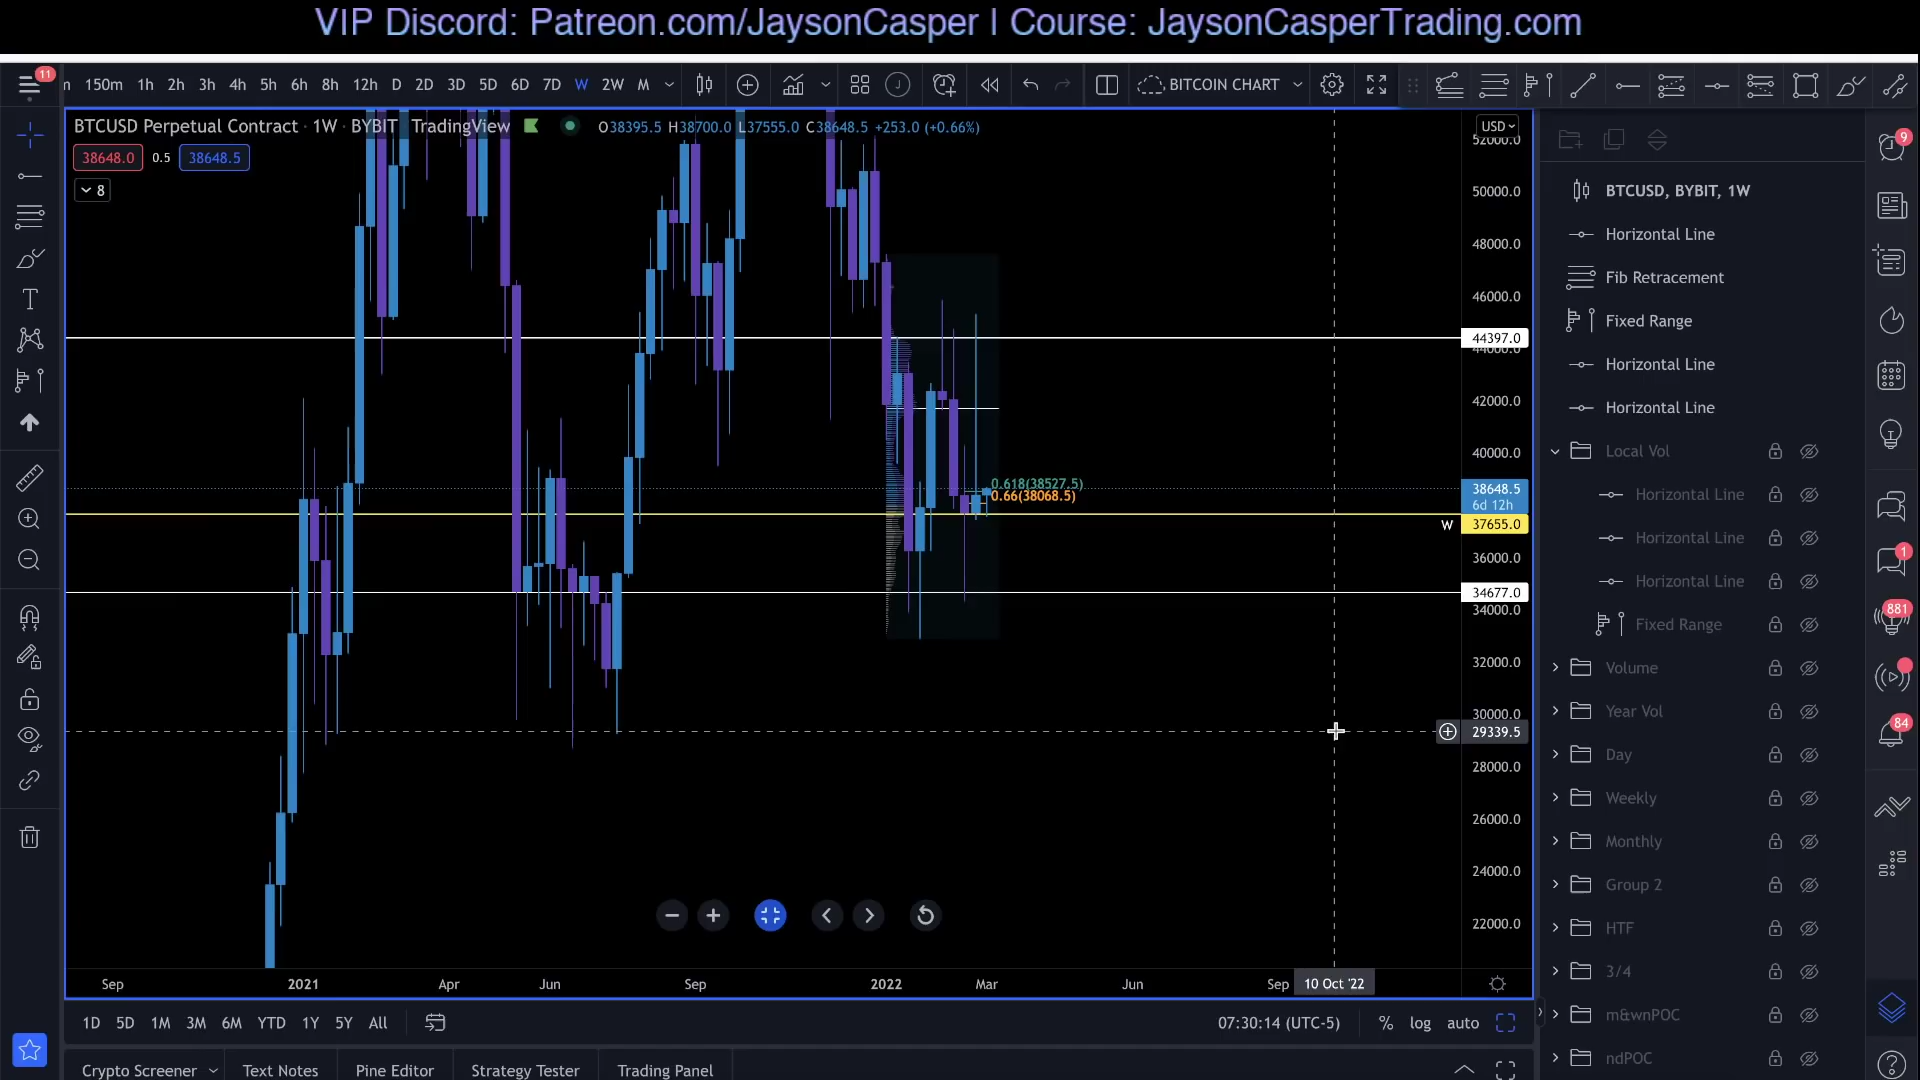 VIP Discord: Patreon.com/JaysonCasper | Course: JaysonCasperTrading.com
11
150m 1h 2h 3h 4h 5h 6h 8h 12h D 2D 3D 5D 6D 7D W 2W M J BITCOIN CHART
BTCUSD Perpetual Contract · 1W · BYBIT TradingView O38395.5 H38700.0 L37555.0 C38648.5 +253.0 (+0.66%) USD
38648.0 0.5 38648.5
8
52000.0
50000.0
48000.0
46000.0
44397.0
44000.0
42000.0
40000.0
0.618(38527.5)
0.66(38068.5)
38648.5
6d 12h
W 37655.0
36000.0
34677.0
34000.0
32000.0
30000.0
29339.5
28000.0
26000.0
24000.0
22000.0
Sep 2021 Apr Jun Sep 2022 Mar Jun Sep 10 Oct '22
1D 5D 1M 3M 6M YTD 1Y 5Y All 07:30:14 (UTC-5) % log auto
Crypto Screener Text Notes Pine Editor Strategy Tester Trading Panel
BTCUSD, BYBIT, 1W
Horizontal Line
Fib Retracement
Fixed Range
Horizontal Line
Horizontal Line
Local Vol
Horizontal Line
Horizontal Line
Horizontal Line
Fixed Range
Volume
Year Vol
Day
Weekly
Monthly
Group 2
HTF
3/4
m&wnPOC
ndPOC
9
1
881
84